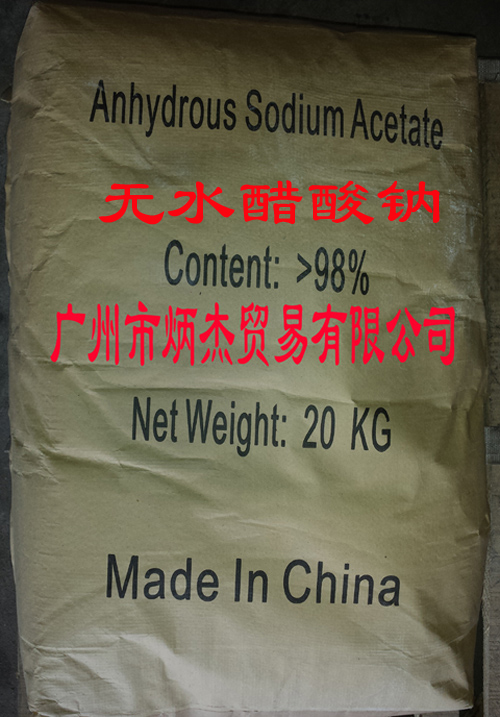 Anhydrous Sodium Acetate
无水醋酸钠
Content: >98%
广州市炳杰贸易有限公司
Net Weight: 20 KG
Made In China